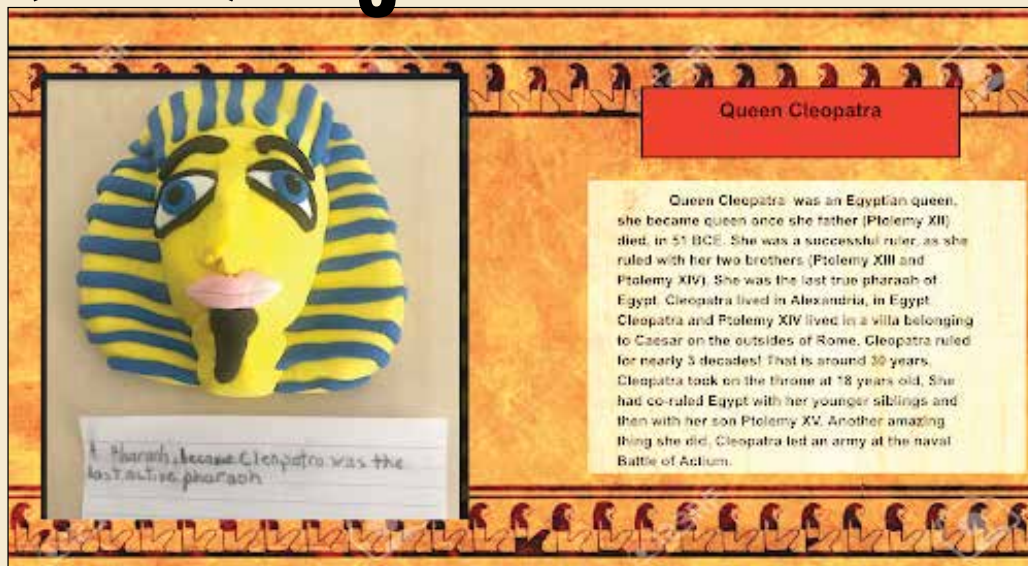 Queen Cleopatra
Queen Cleopatra was an Egyptian queen,
she became queen once she father (Ptolemy XII)
died, in 51 BCE. She was a successful ruler, as she
ruled with her two brothers (Ptolemy XIII and
Ptolemy XIV). She was the last true pharaoh of
Egypt. Cleopatra lived in Alexandria, in Egypt.
Cleopatra and Ptolemy XIV lived in a villa belonging
to Caesar on the outsides of Rome. Cleopatra ruled
for nearly 3 decades! That is around 30 years.
Cleopatra took on the throne at 18 years old. She
had co-ruled Egypt with her younger siblings and
then with her son Ptolemy XV. Another amazing
thing she did, Cleopatra led an army at the naval
Battle of Actium.
A Pharaoh, because Cleopatra was the
last active pharaoh